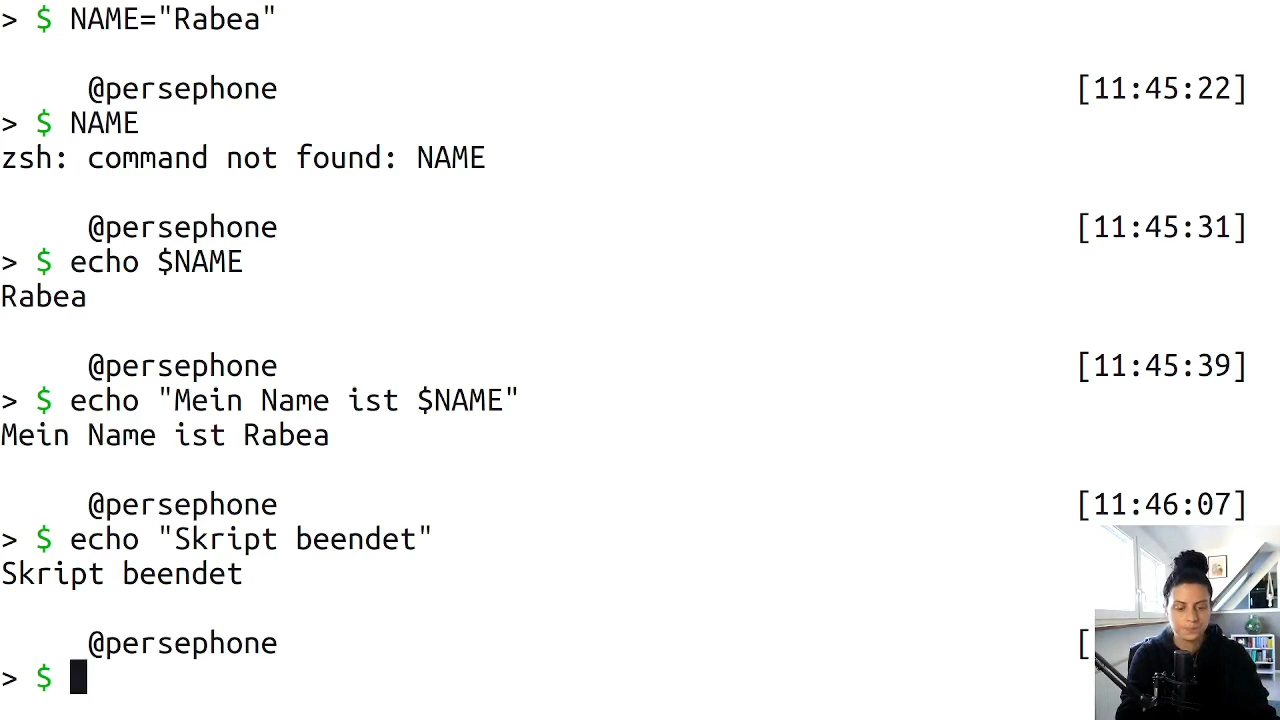 > $ NAME="Rabea"
@persephone [11:45:22]
> $ NAME
zsh: command not found: NAME
@persephone [11:45:31]
> $ echo $NAME
Rabea
@persephone [11:45:39]
> $ echo "Mein Name ist $NAME"
Mein Name ist Rabea
@persephone [11:46:07]
> $ echo "Skript beendet"
Skript beendet
@persephone [
> $